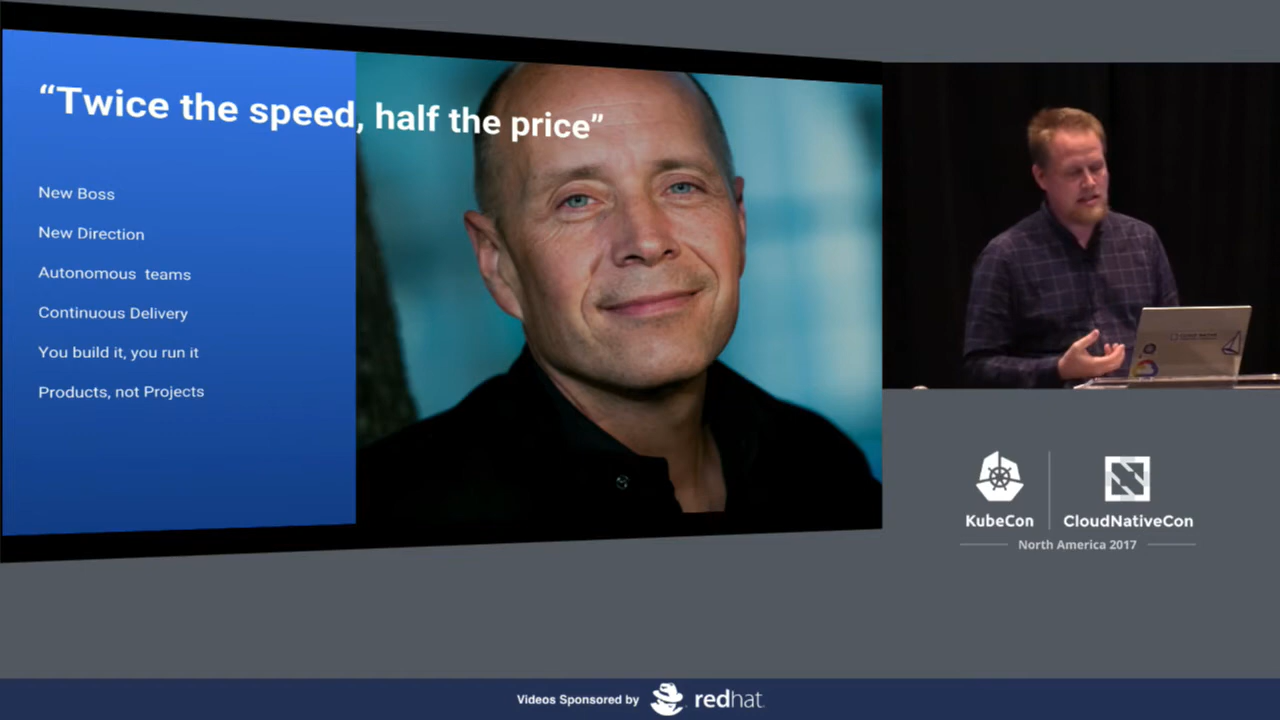 “Twice the speed, half the price”
New Boss
New Direction
Autonomous teams
Continuous Delivery
You build it, you run it
Products, not Projects
KubeCon
CloudNativeCon
North America 2017
Videos Sponsored by redhat.